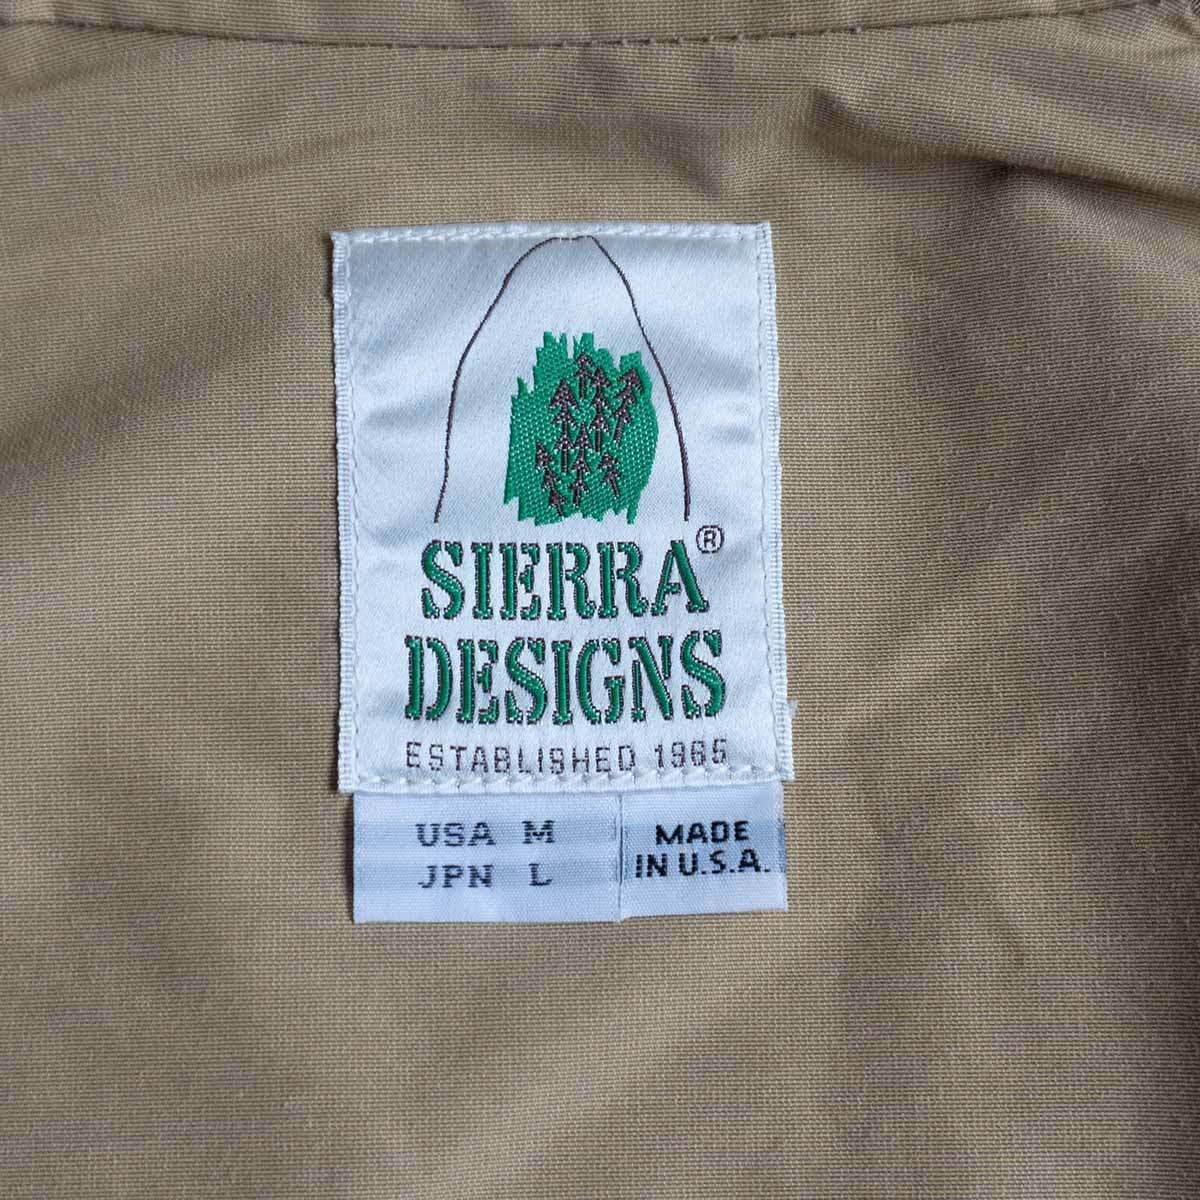 SIERRA®
DESIGNS
ESTABLISHED 1965
USA M
JPN L
MADE
IN U.S.A.